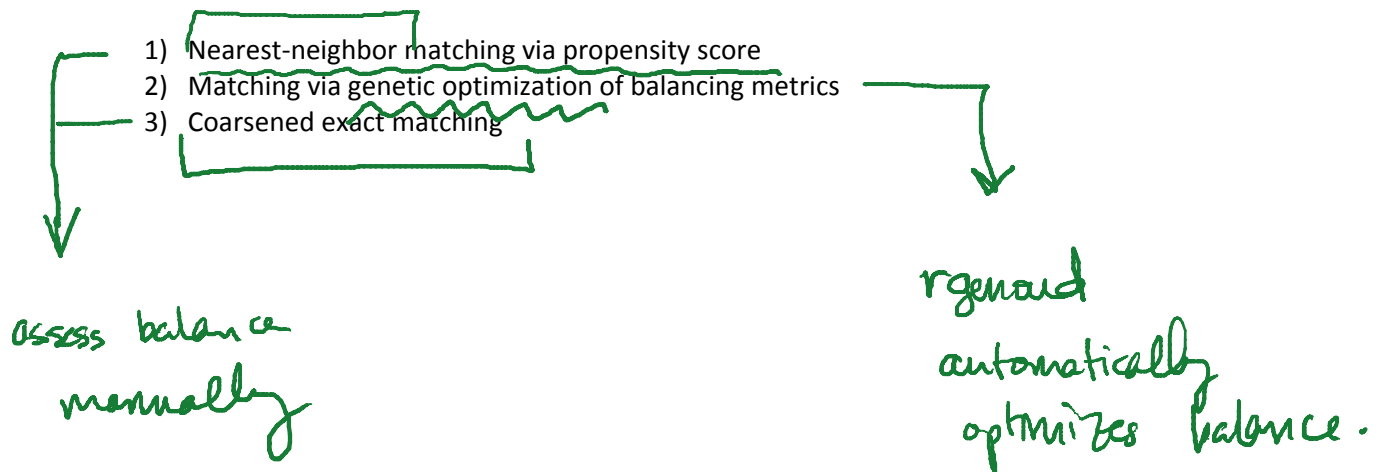 1) Nearest-neighbor matching via propensity score
2) Matching via genetic optimization of balancing metrics
3) Coarsened exact matching
assess balance
manually
rgenoud
automatically
optimizes balance.